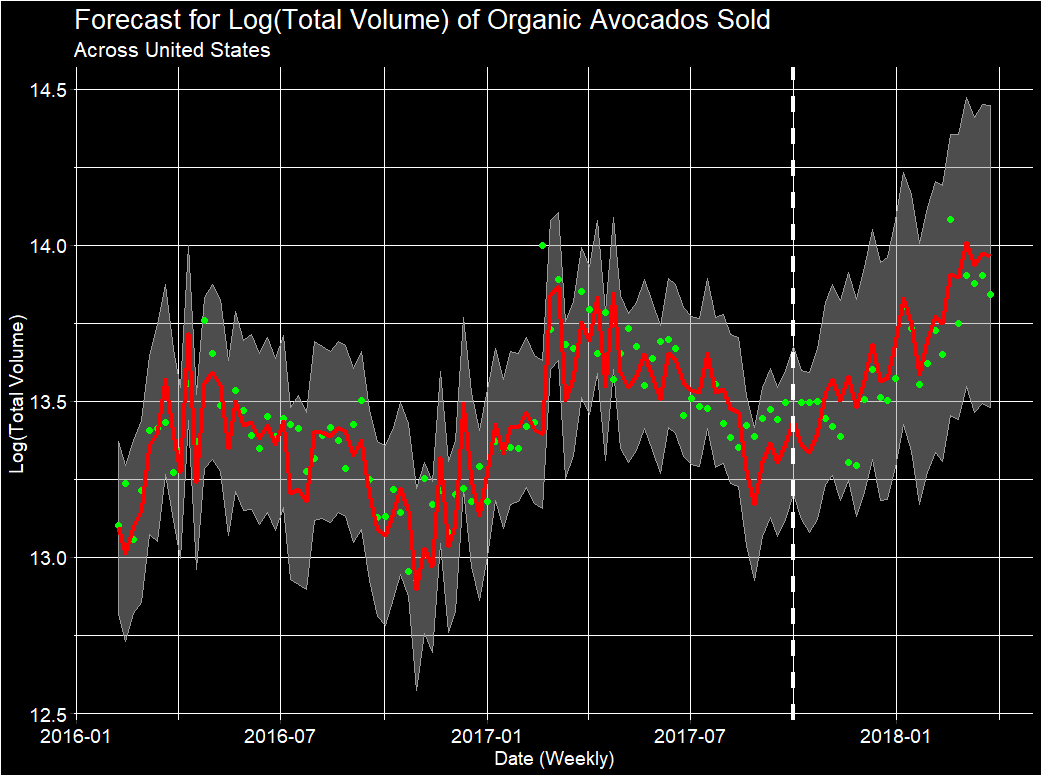 Forecast for Log(Total Volume) of Organic Avocados Sold
Across United States
Log(Total Volume)
14.5
14.0
13.5
13.0
12.5
2016-01
2016-07
2017-01
2017-07
2018-01
Date (Weekly)